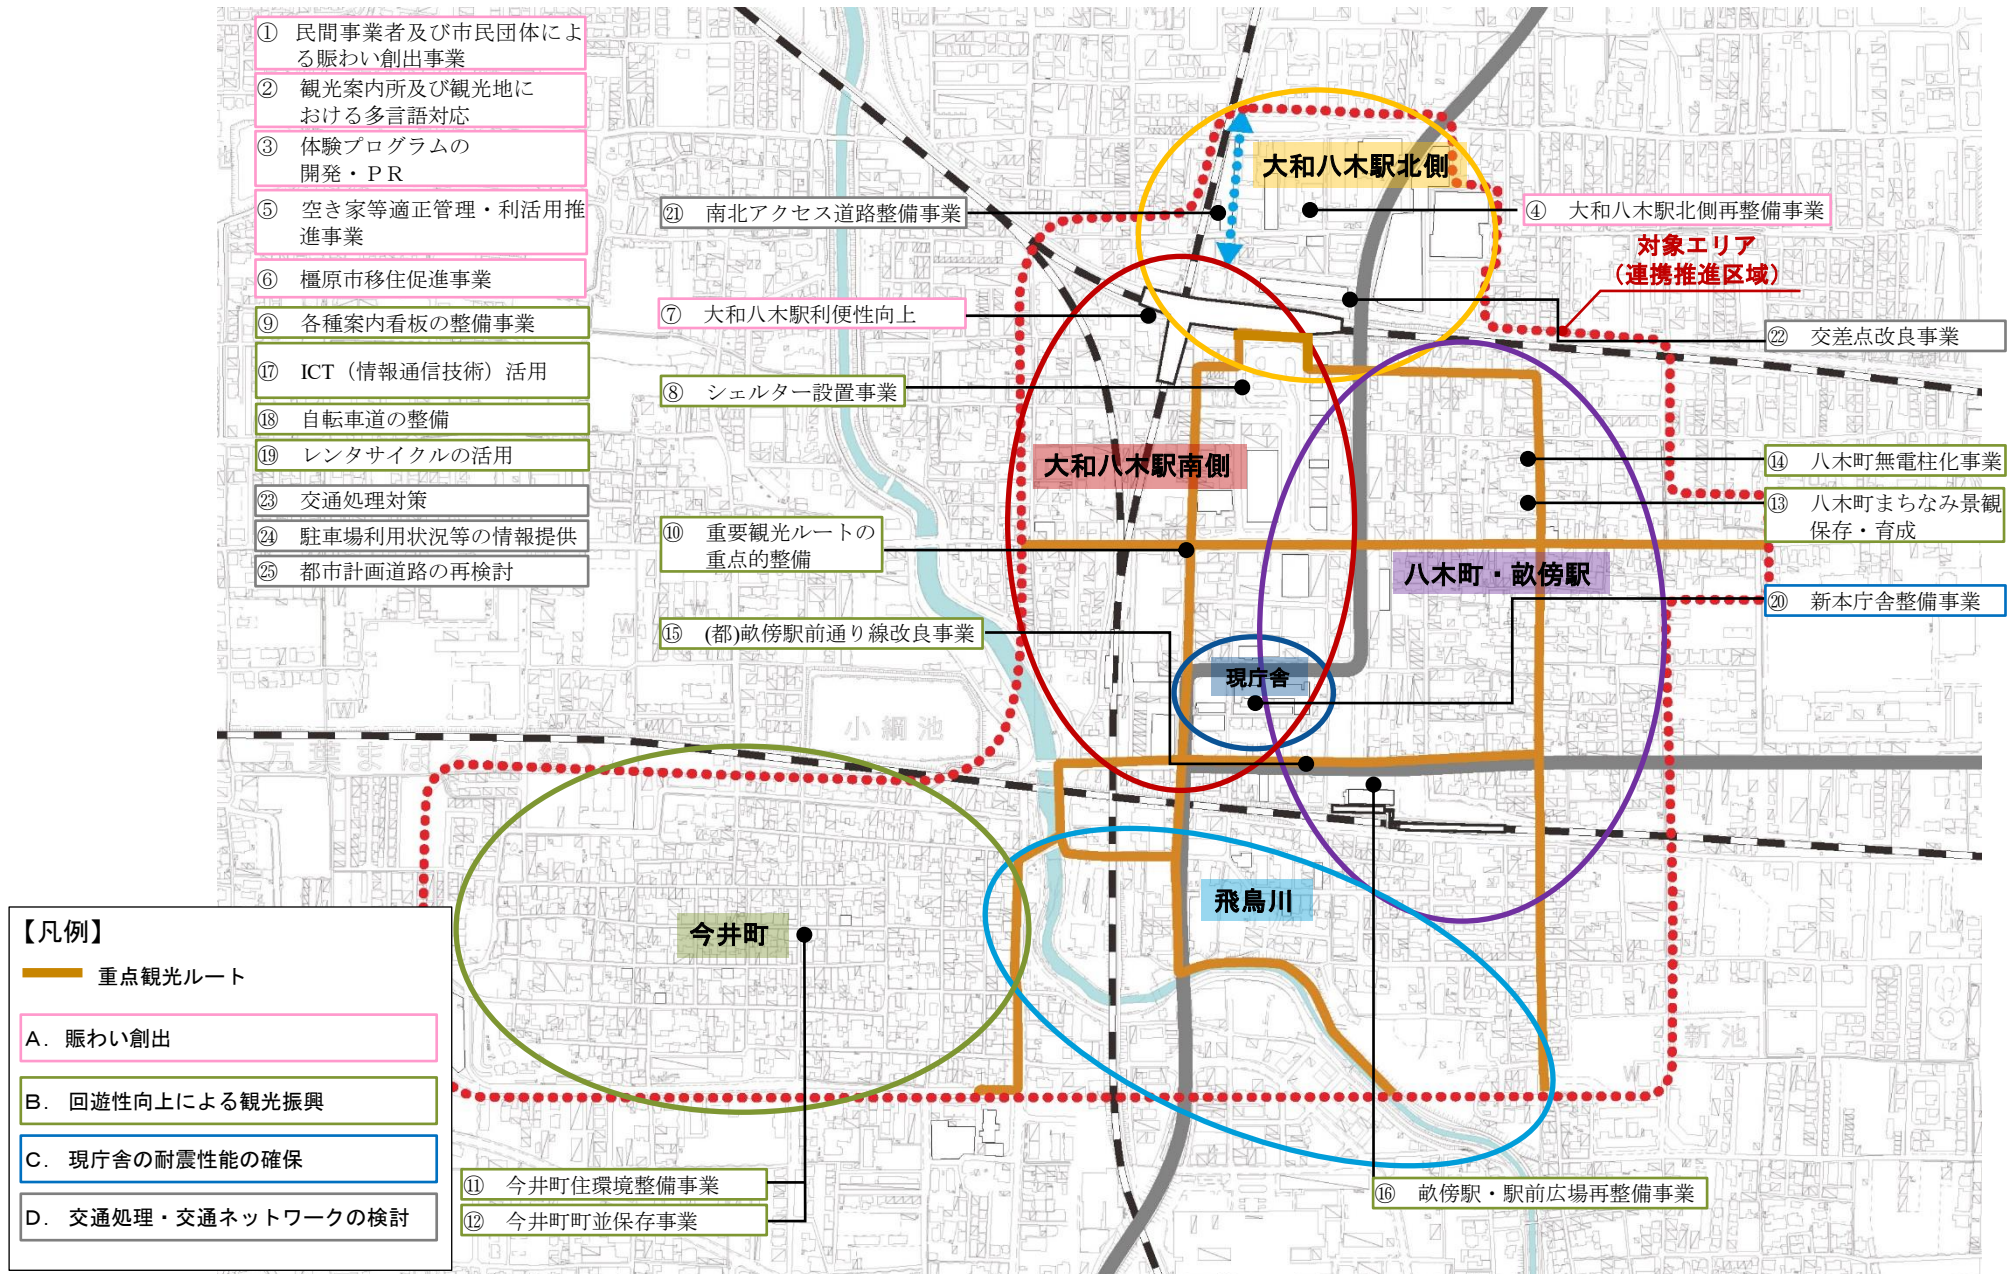 ① 民間事業者及び市民団体によ
る賑わい創出事業
② 観光案内所及び観光地に
おける多言語対応
③ 体験プログラムの
開発・ＰＲ
⑤ 空き家等適正管理・利活用推
進事業
⑥ 橿原市移住促進事業
⑨ 各種案内看板の整備事業
⑰ ICT（情報通信技術）活用
⑱ 自転車道の整備
⑲ レンタサイクルの活用
㉓ 交通処理対策
㉔ 駐車場利用状況等の情報提供
㉕ 都市計画道路の再検討
大和八木駅北側
㉑ 南北アクセス道路整備事業
④ 大和八木駅北側再整備事業
対象エリア
（連携推進区域）
⑦ 大和八木駅利便性向上
㉒ 交差点改良事業
⑧ シェルター設置事業
大和八木駅南側
⑭ 八木町無電柱化事業
⑬ 八木町まちなみ景観
保存・育成
⑩ 重要観光ルートの
重点的整備
八木町・畝傍駅
⑳ 新本庁舎整備事業
⑮ (都)畝傍駅前通り線改良事業
現庁舎
小綱池
万葉まほろば線
飛鳥川
今井町
新池
⑪ 今井町住環境整備事業
⑫ 今井町町並保存事業
⑯ 畝傍駅・駅前広場再整備事業
【凡例】
重点観光ルート
A. 賑わい創出
B. 回遊性向上による観光振興
C. 現庁舎の耐震性能の確保
D. 交通処理・交通ネットワークの検討